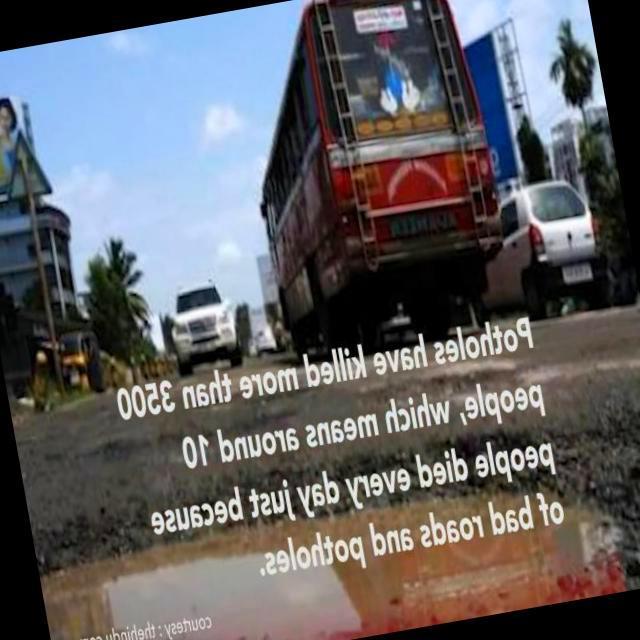 Potholes have killed more than 3500
people, which means around 10
people died every day just because
of bad roads and potholes.
courtesy : thehindu.com